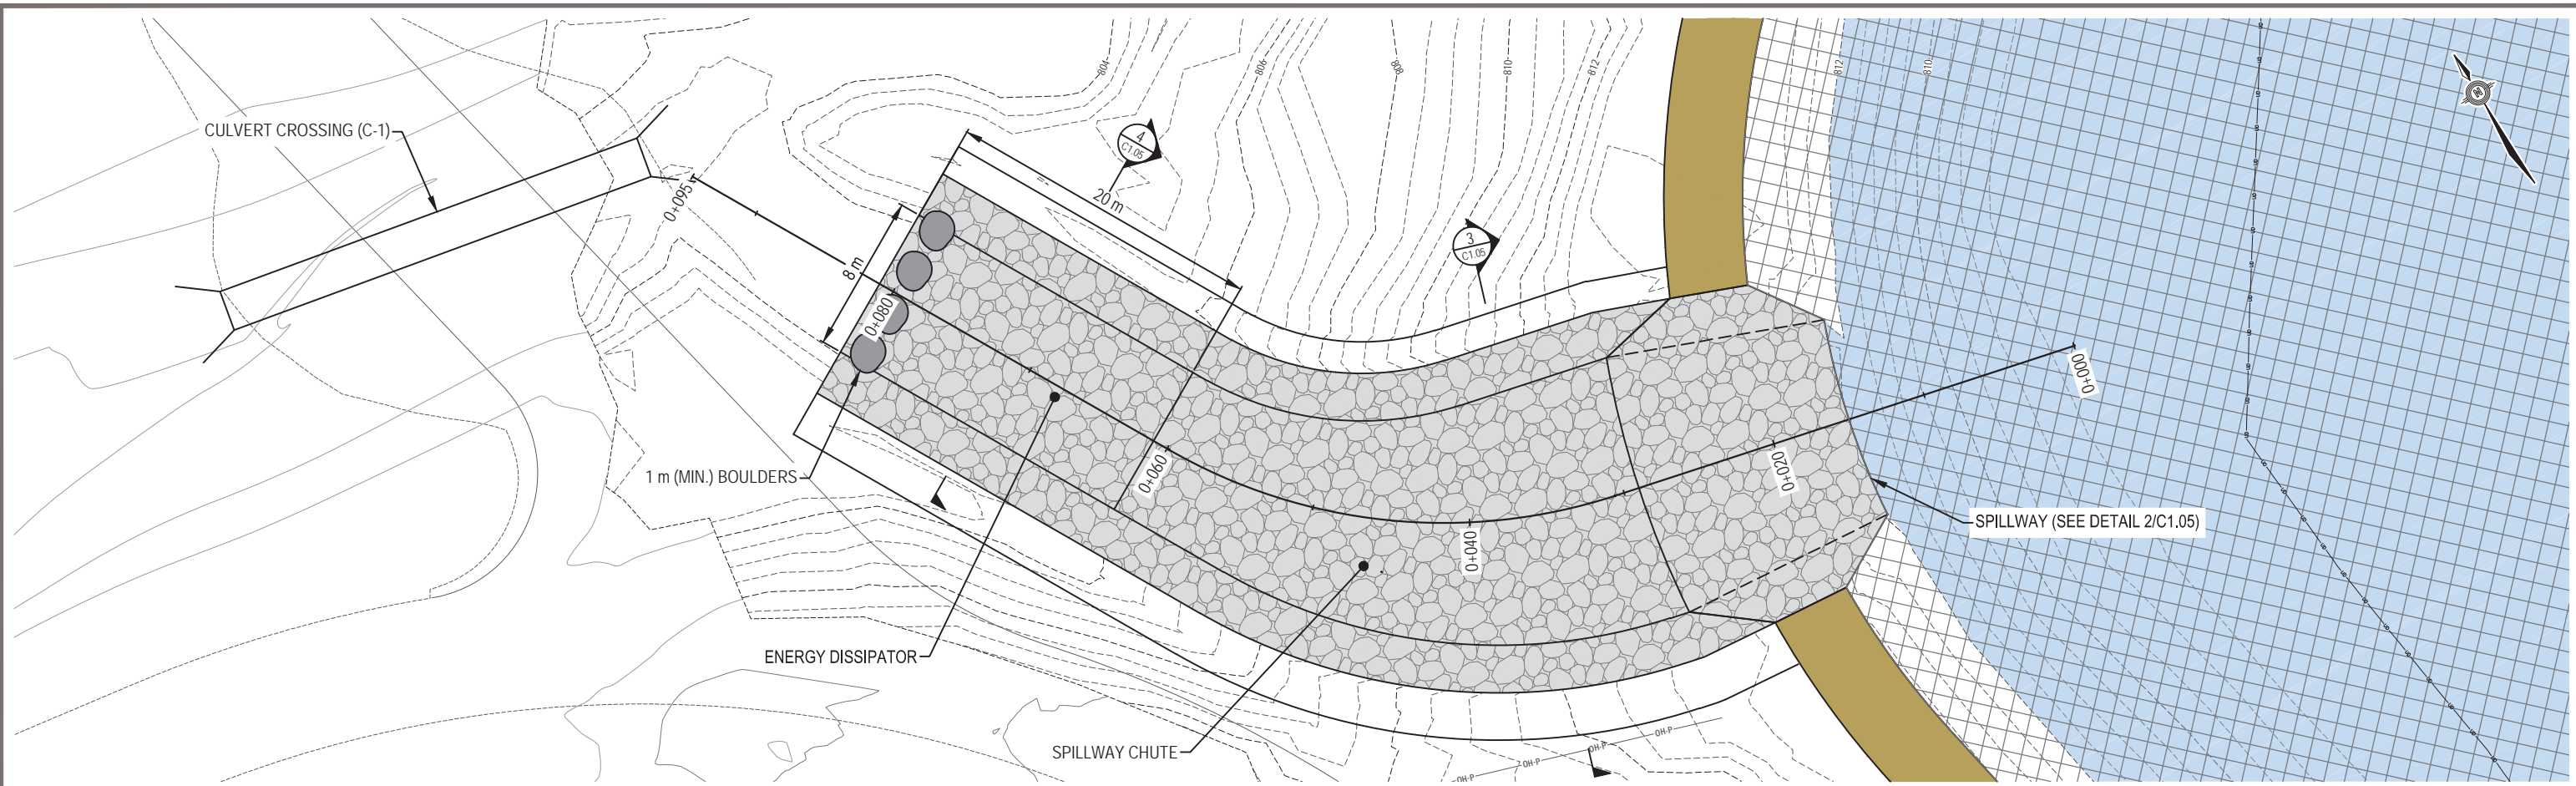 804
806
808
810
812
812
810
CULVERT CROSSING (C-1)
4
C1.05
0+095
20 m
3
C1.05
8 m
0+080
0+000
0+060
0+020
1 m (MIN.) BOULDERS
SPILLWAY (SEE DETAIL 2/C1.05)
0+040
ENERGY DISSIPATOR
SPILLWAY CHUTE
OH-P
OH-P
OH-P
OH-P